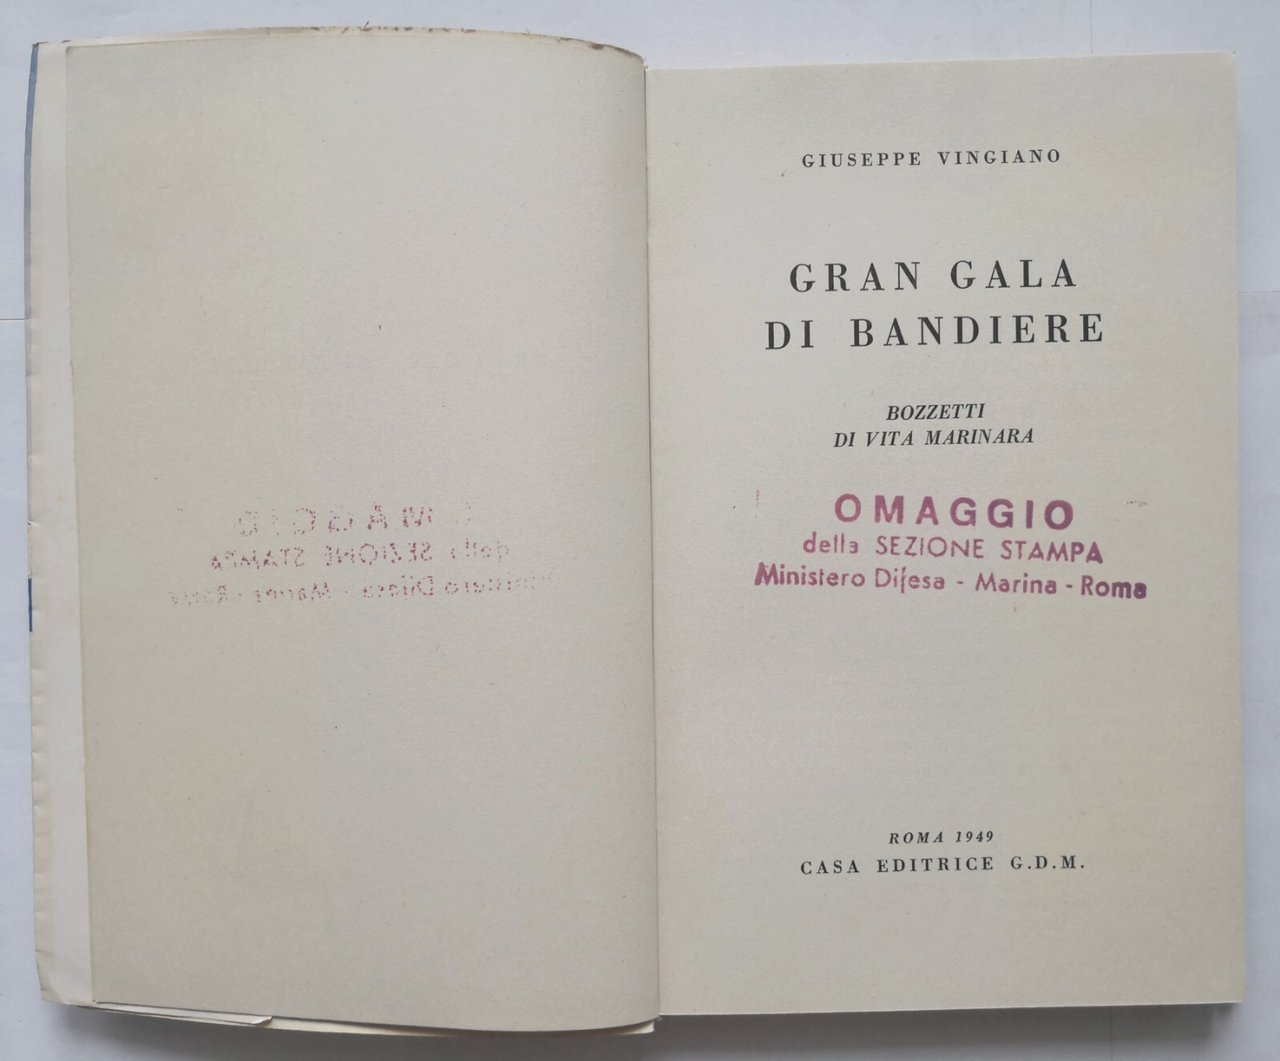 GIUSEPPE VINGIANO
GRAN GALA
DI BANDIERE
BOZZETTI
DI VITA MARINARA
OMAGGIO
della SEZIONE STAMPA
Ministero Difesa - Marina - Roma
ROMA 1949
CASA EDITRICE G.D.M.